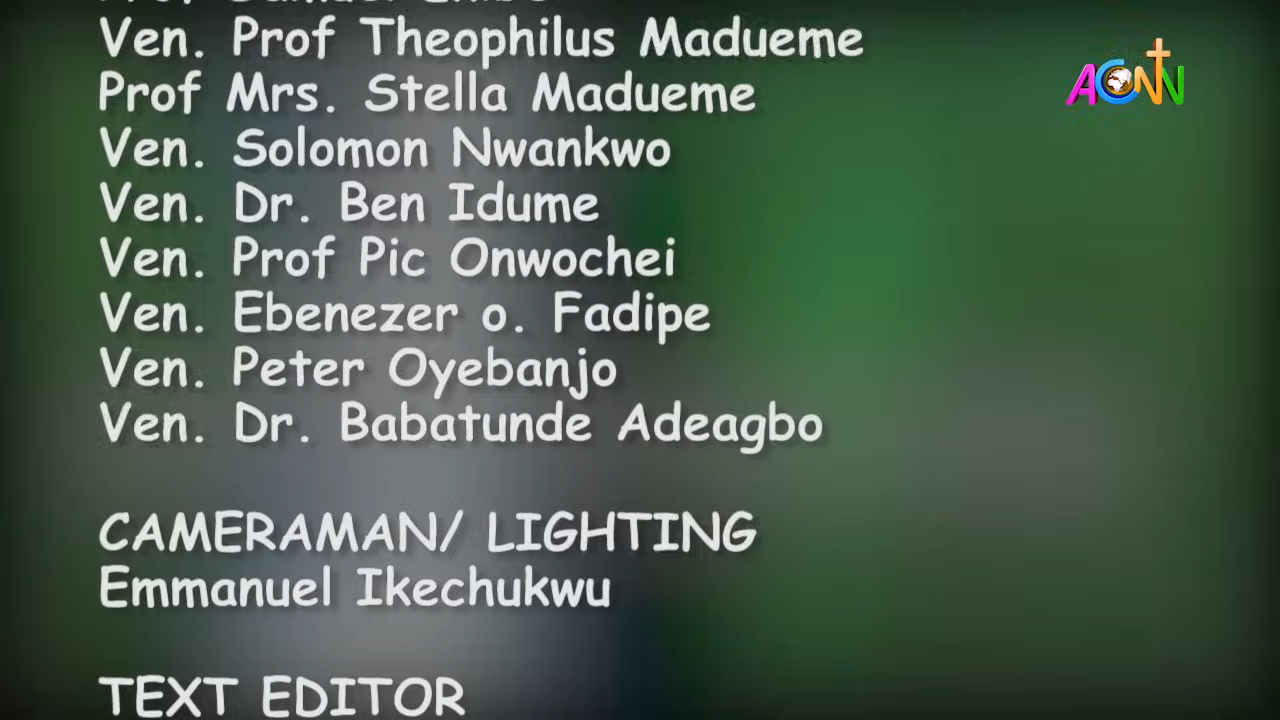 Ven. Prof Theophilus Madueme
Prof Mrs. Stella Madueme
Ven. Solomon Nwankwo
Ven. Dr. Ben Idume
Ven. Prof Pic Onwochei
Ven. Ebenezer o. Fadipe
Ven. Peter Oyebanjo
Ven. Dr. Babatunde Adeagbo
CAMERAMAN/ LIGHTING
Emmanuel Ikechukwu
TEXT EDITOR
ACNN